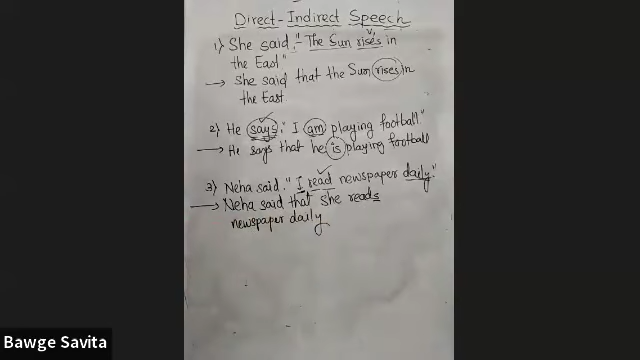 Direct-Indirect Speech
1) She said, "The Sun rises in
V1
the East"
→ She said that the Sun rises in
the East.
2) He says, "I am playing football."
→ He says that he is playing football
3) Neha said, "I read newspaper daily."
→ Neha said that she reads
newspaper daily
Bawge Savita